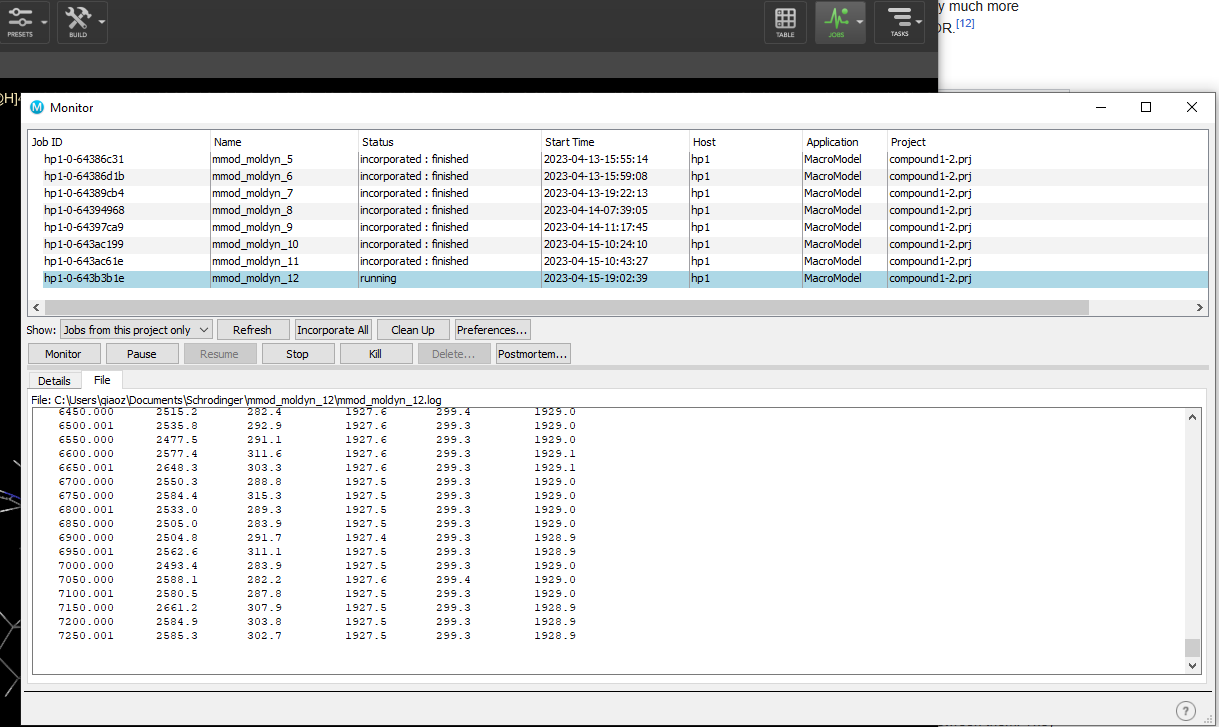 y much more
PRESETS BUILD TABLE JOBS TASKS
OR.[12]
@H]
M Monitor
Job ID Name Status Start Time Host Application Project
hp1-0-64386c31 mmod_moldyn_5 incorporated : finished 2023-04-13-15:55:14 hp1 MacroModel compound1-2.prj
hp1-0-64386d1b mmod_moldyn_6 incorporated : finished 2023-04-13-15:59:08 hp1 MacroModel compound1-2.prj
hp1-0-64389cb4 mmod_moldyn_7 incorporated : finished 2023-04-13-19:22:13 hp1 MacroModel compound1-2.prj
hp1-0-64394968 mmod_moldyn_8 incorporated : finished 2023-04-14-07:39:05 hp1 MacroModel compound1-2.prj
hp1-0-64397ca9 mmod_moldyn_9 incorporated : finished 2023-04-14-11:17:45 hp1 MacroModel compound1-2.prj
hp1-0-643ac199 mmod_moldyn_10 incorporated : finished 2023-04-15-10:24:10 hp1 MacroModel compound1-2.prj
hp1-0-643ac61e mmod_moldyn_11 incorporated : finished 2023-04-15-10:43:27 hp1 MacroModel compound1-2.prj
hp1-0-643b3b1e mmod_moldyn_12 running 2023-04-15-19:02:39 hp1 MacroModel compound1-2.prj
Show: Jobs from this project only Refresh Incorporate All Clean Up Preferences...
Monitor Pause Resume Stop Kill Delete... Postmortem...
Details File
File: C:\Users\qiaoz\Documents\Schrodinger\mmod_moldyn_12\mmod_moldyn_12.log
6450.000 2515.2 282.4 1927.6 299.4 1929.0
6500.001 2535.8 292.9 1927.6 299.3 1929.0
6550.000 2477.5 291.1 1927.6 299.3 1929.0
6600.000 2577.4 311.6 1927.6 299.3 1929.1
6650.001 2648.3 303.3 1927.6 299.3 1929.1
6700.000 2550.3 288.8 1927.5 299.3 1929.0
6750.000 2584.4 315.3 1927.5 299.3 1929.0
6800.001 2533.0 289.3 1927.5 299.3 1929.0
6850.000 2505.0 283.9 1927.5 299.3 1929.0
6900.000 2504.8 291.7 1927.4 299.3 1928.9
6950.001 2562.6 311.1 1927.5 299.3 1928.9
7000.000 2493.4 283.9 1927.5 299.3 1929.0
7050.000 2588.1 282.2 1927.6 299.4 1929.0
7100.001 2580.5 287.8 1927.5 299.3 1929.0
7150.000 2661.2 307.9 1927.5 299.3 1928.9
7200.000 2584.9 303.8 1927.5 299.3 1928.9
7250.001 2585.3 302.7 1927.5 299.3 1928.9
?